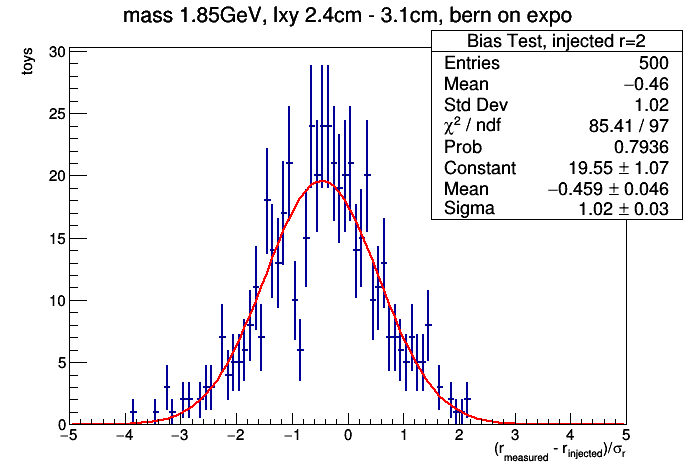 mass 1.85GeV, lxy 2.4cm - 3.1cm, bern on expo
Bias Test, injected r=2
Entries 500
Mean −0.46
Std Dev 1.02
χ² / ndf 85.41 / 97
Prob 0.7936
Constant 19.55 ± 1.07
Mean −0.459 ± 0.046
Sigma 1.02 ± 0.03
toys
30
25
20
15
10
5
0
−5 −4 −3 −2 −1 0 1 2 3 4 5
(r_measured - r_injected)/σ_r